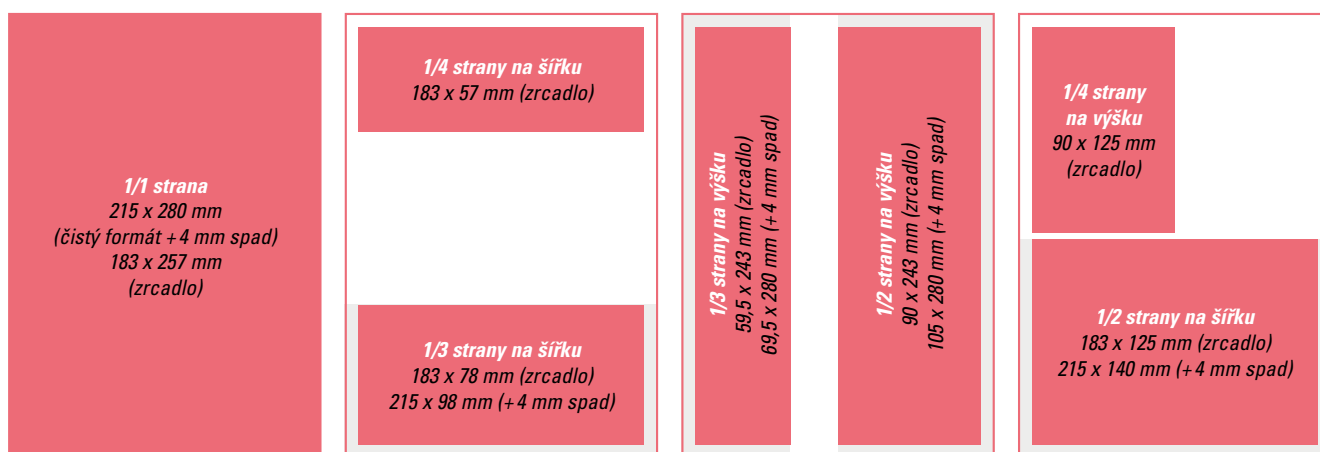 1/1 strana
215 x 280 mm
(čistý formát +4 mm spad)
183 x 257 mm
(zrcadlo)
1/4 strany na šířku
183 x 57 mm (zrcadlo)
1/3 strany na šířku
183 x 78 mm (zrcadlo)
215 x 98 mm (+4 mm spad)
1/3 strany na výšku
59,5 x 243 mm (zrcadlo)
69,5 x 280 mm (+4 mm spad)
1/2 strany na výšku
90 x 243 mm (zrcadlo)
105 x 280 mm (+4 mm spad)
1/4 strany
na výšku
90 x 125 mm
(zrcadlo)
1/2 strany na šířku
183 x 125 mm (zrcadlo)
215 x 140 mm (+4 mm spad)